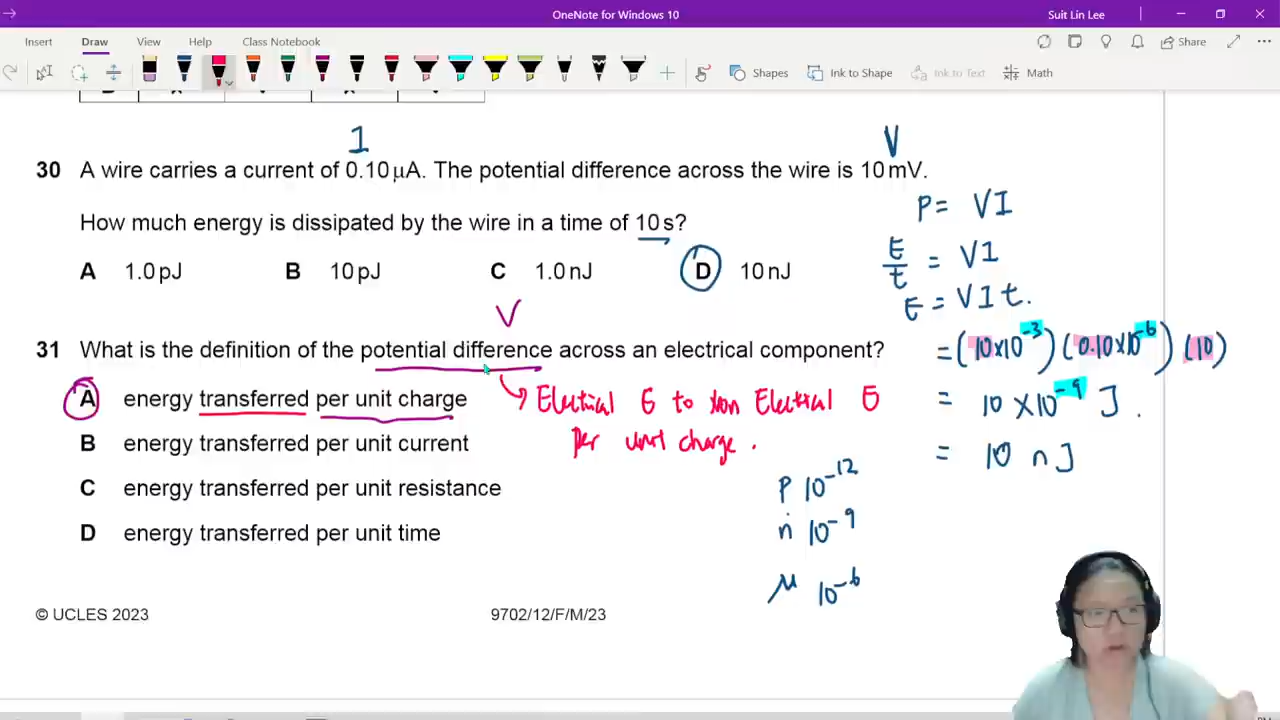 OneNote for Windows 10
Suit Lin Lee
Insert
Draw
View
Help
Class Notebook
Share
Shapes
Ink to Shape
Ink to Text
Math
I
V
30 A wire carries a current of 0.10 μA. The potential difference across the wire is 10 mV.
How much energy is dissipated by the wire in a time of 10 s?
A 1.0 pJ B 10 pJ C 1.0 nJ D 10 nJ
P = VI
E/t = VI
E = VIt.
= (10×10⁻³)(0.10×10⁻⁶)(10)
= 10 × 10⁻⁹ J.
= 10 nJ
V
31 What is the definition of the potential difference across an electrical component?
A energy transferred per unit charge
B energy transferred per unit current
C energy transferred per unit resistance
D energy transferred per unit time
Electrical E to non Electrical E
per unit charge.
p 10⁻¹²
n 10⁻⁹
μ 10⁻⁶
© UCLES 2023
9702/12/F/M/23